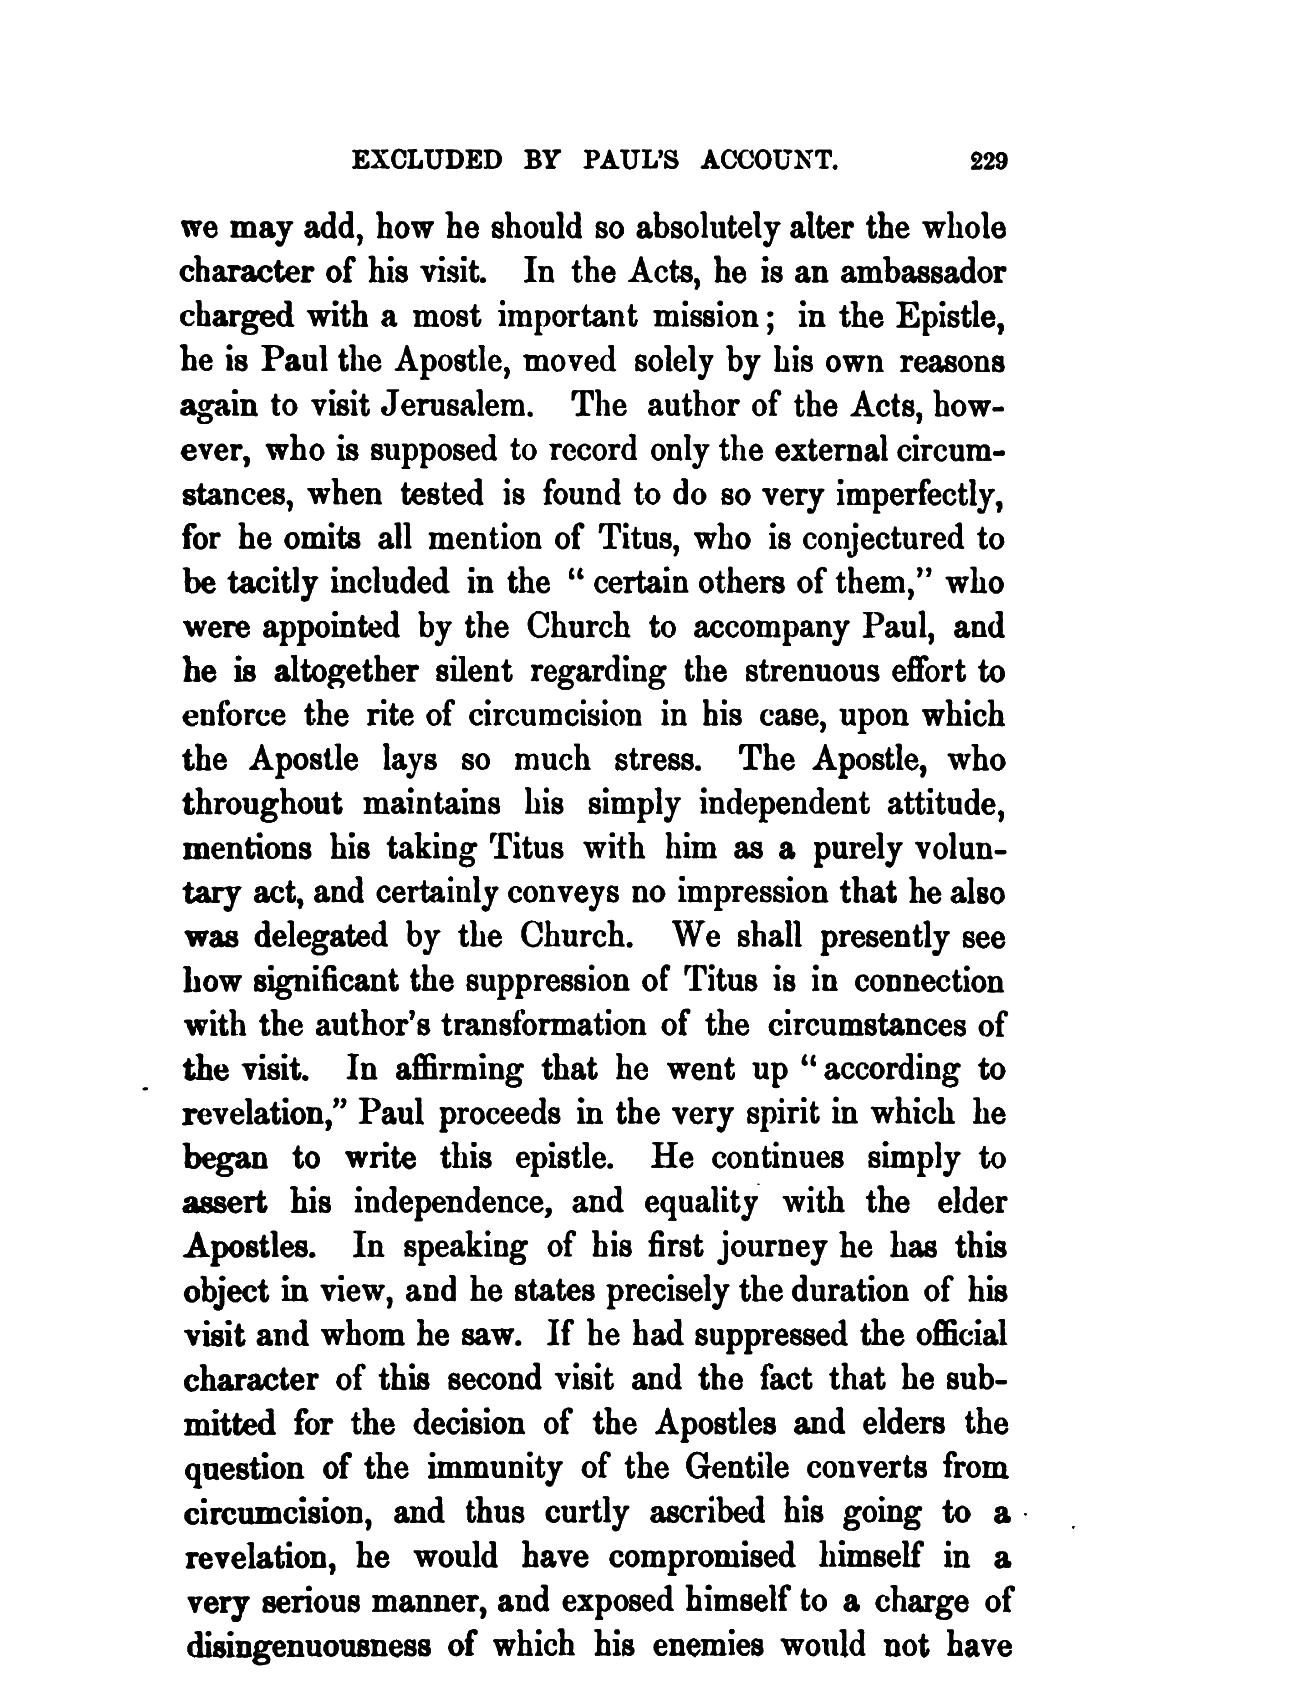 EXCLUDED BY PAUL'S ACCOUNT. 229
we may add, how he should so absolutely alter the whole
character of his visit. In the Acts, he is an ambassador
charged with a most important mission; in the Epistle,
he is Paul the Apostle, moved solely by his own reasons
again to visit Jerusalem. The author of the Acts, how-
ever, who is supposed to record only the external circum-
stances, when tested is found to do so very imperfectly,
for he omits all mention of Titus, who is conjectured to
be tacitly included in the "certain others of them," who
were appointed by the Church to accompany Paul, and
he is altogether silent regarding the strenuous effort to
enforce the rite of circumcision in his case, upon which
the Apostle lays so much stress. The Apostle, who
throughout maintains his simply independent attitude,
mentions his taking Titus with him as a purely volun-
tary act, and certainly conveys no impression that he also
was delegated by the Church. We shall presently see
how significant the suppression of Titus is in connection
with the author's transformation of the circumstances of
the visit. In affirming that he went up "according to
revelation," Paul proceeds in the very spirit in which he
began to write this epistle. He continues simply to
assert his independence, and equality with the elder
Apostles. In speaking of his first journey he has this
object in view, and he states precisely the duration of his
visit and whom he saw. If he had suppressed the official
character of this second visit and the fact that he sub-
mitted for the decision of the Apostles and elders the
question of the immunity of the Gentile converts from
circumcision, and thus curtly ascribed his going to a
revelation, he would have compromised himself in a
very serious manner, and exposed himself to a charge of
disingenuousness of which his enemies would not have